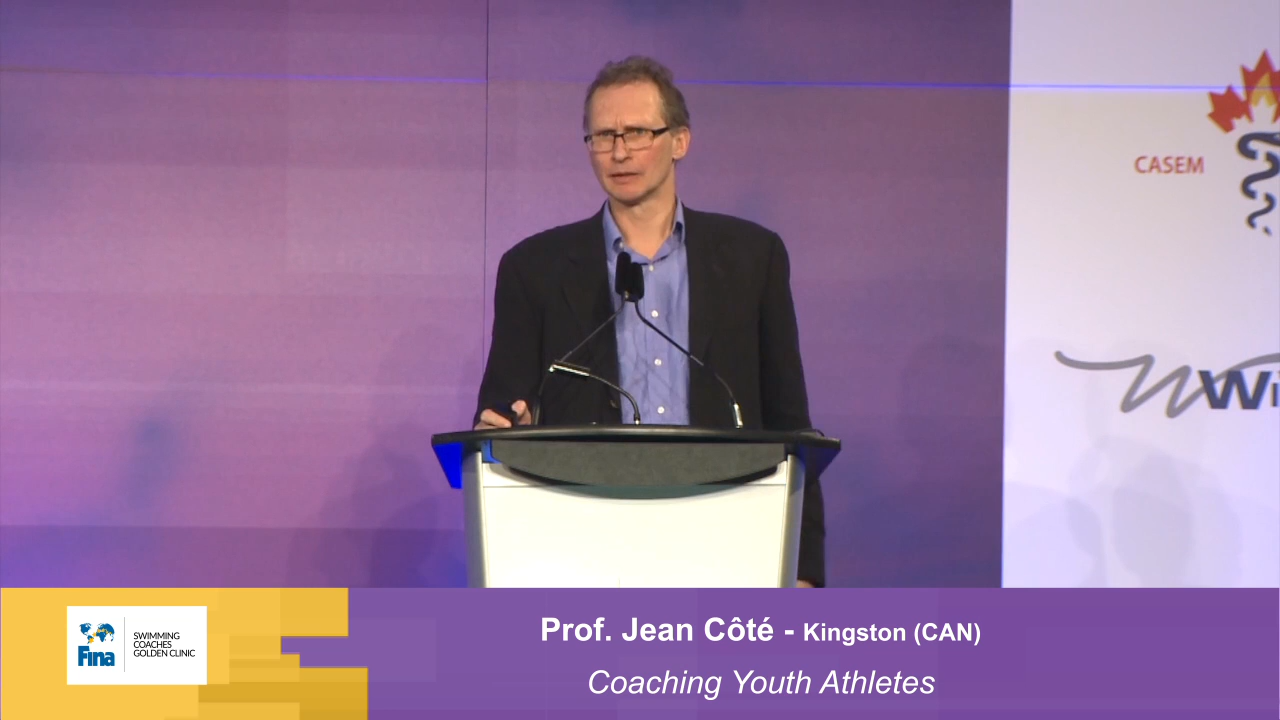 CASEM
Prof. Jean Côté - Kingston (CAN)
Coaching Youth Athletes
Fina
SWIMMING
COACHES
GOLDEN CLINIC